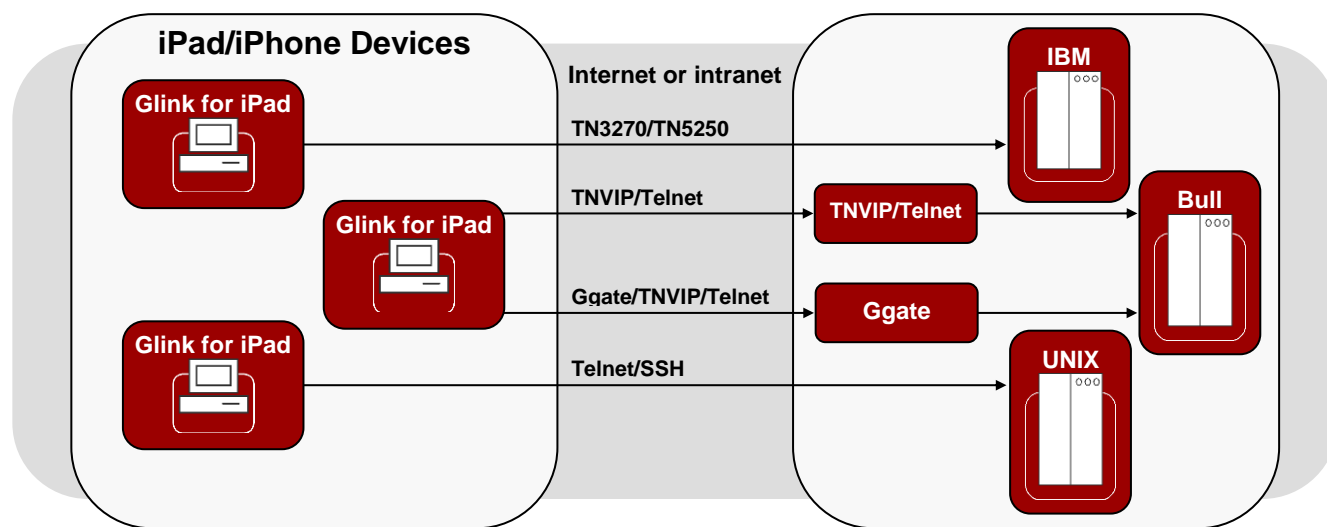 iPad/iPhone Devices
Internet or intranet
Glink for iPad
TN3270/TN5250
IBM
Glink for iPad
TNVIP/Telnet
TNVIP/Telnet
Bull
Ggate/TNVIP/Telnet
Ggate
Glink for iPad
Telnet/SSH
UNIX